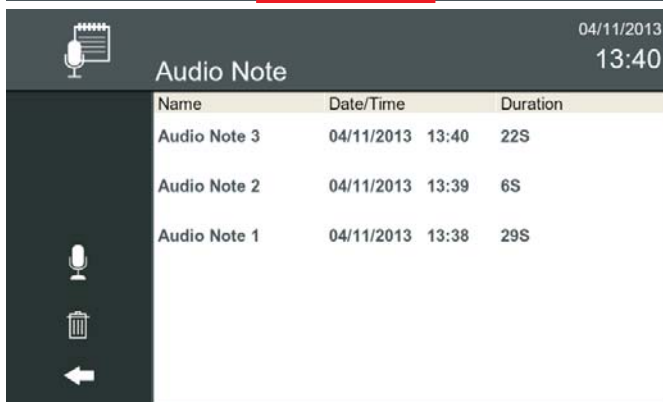 04/11/2013
13:40
Audio Note
Name Date/Time Duration
Audio Note 3 04/11/2013 13:40 22S
Audio Note 2 04/11/2013 13:39 6S
Audio Note 1 04/11/2013 13:38 29S